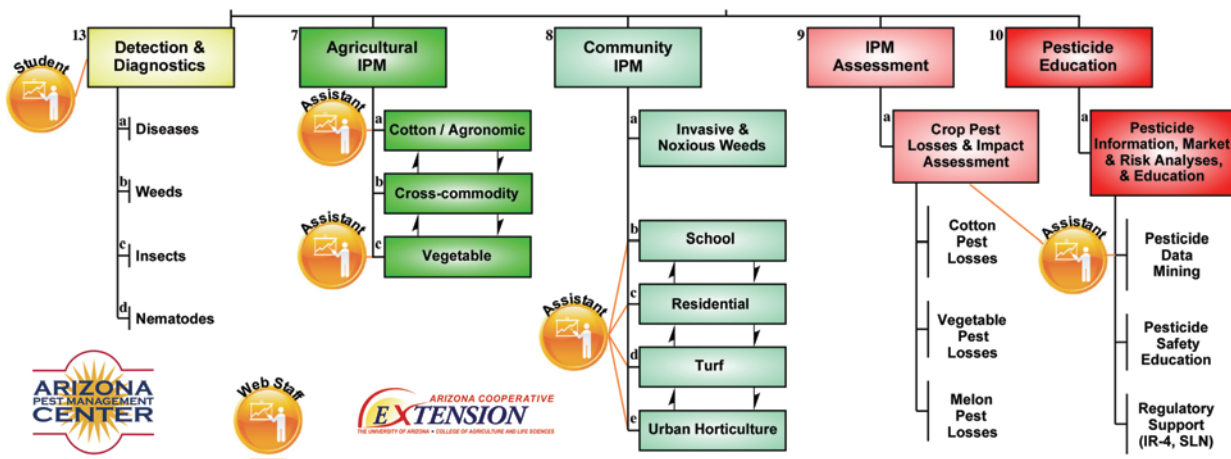 13
Detection &
Diagnostics
Student
a
Diseases
b
Weeds
c
Insects
d
Nematodes
7
Agricultural
IPM
Assistant
a
Cotton / Agronomic
b
Cross-commodity
Assistant
c
Vegetable
8
Community
IPM
a
Invasive &
Noxious Weeds
b
School
c
Residential
Assistant
d
Turf
e
Urban Horticulture
9
IPM
Assessment
a
Crop Pest
Losses & Impact
Assessment
Cotton
Pest
Losses
Vegetable
Pest
Losses
Melon
Pest
Losses
10
Pesticide
Education
a
Pesticide
Information, Market
& Risk Analyses,
& Education
Assistant
Pesticide
Data
Mining
Pesticide
Safety
Education
Regulatory
Support
(IR-4, SLN)
ARIZONA
PEST MANAGEMENT
CENTER
Web Staff
ARIZONA COOPERATIVE
EXTENSION
THE UNIVERSITY OF ARIZONA • COLLEGE OF AGRICULTURE AND LIFE SCIENCES